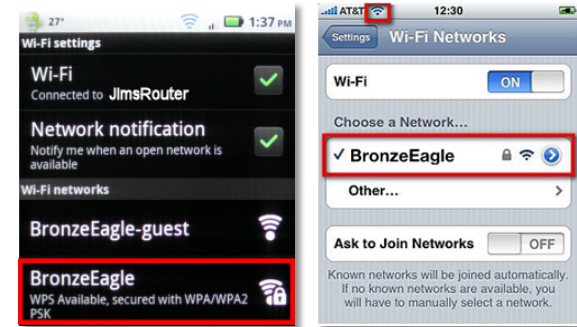 27°
1:37 PM
Wi-Fi settings
Wi-Fi
Connected to JimsRouter
Network notification
Notify me when an open network is
available
Wi-Fi networks
BronzeEagle-guest
BronzeEagle
WPS Available, secured with WPA/WPA2
PSK
AT&T
12:30
Settings
Wi-Fi Networks
Wi-Fi
ON
Choose a Network...
BronzeEagle
Other...
Ask to Join Networks
OFF
Known networks will be joined automatically.
If no known networks are available, you
will have to manually select a network.